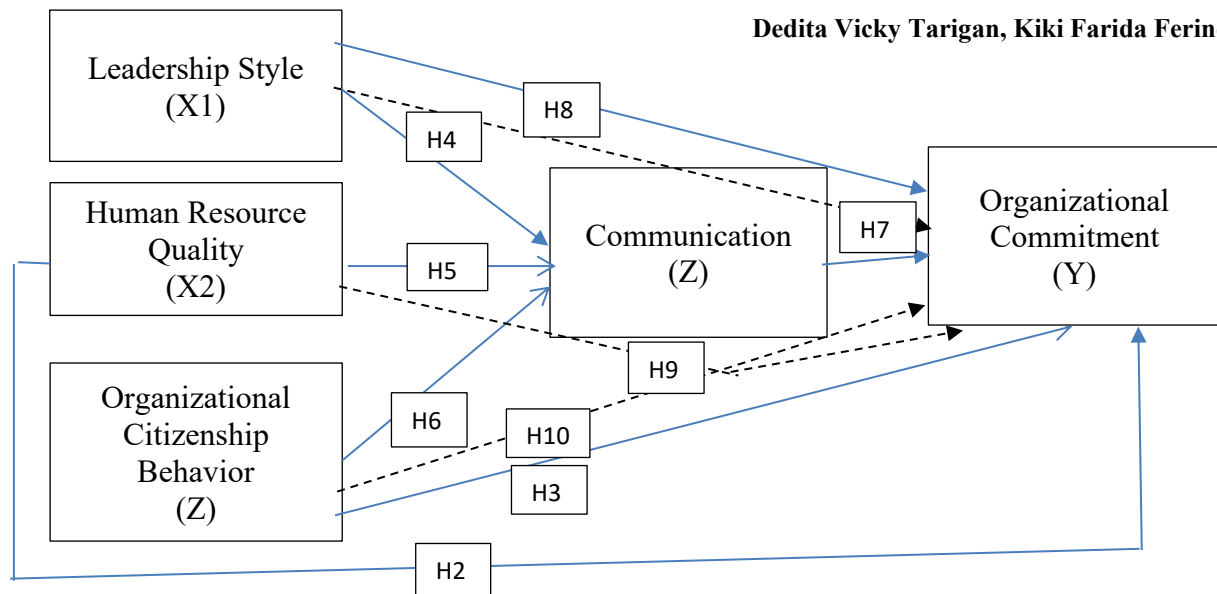 Dedita Vicky Tarigan, Kiki Farida Ferin
Leadership Style
(X1)
H8
H4
Human Resource
Quality
(X2)
H5
Communication
(Z)
H7
Organizational
Commitment
(Y)
H9
Organizational
Citizenship
Behavior
(Z)
H6
H10
H3
H2